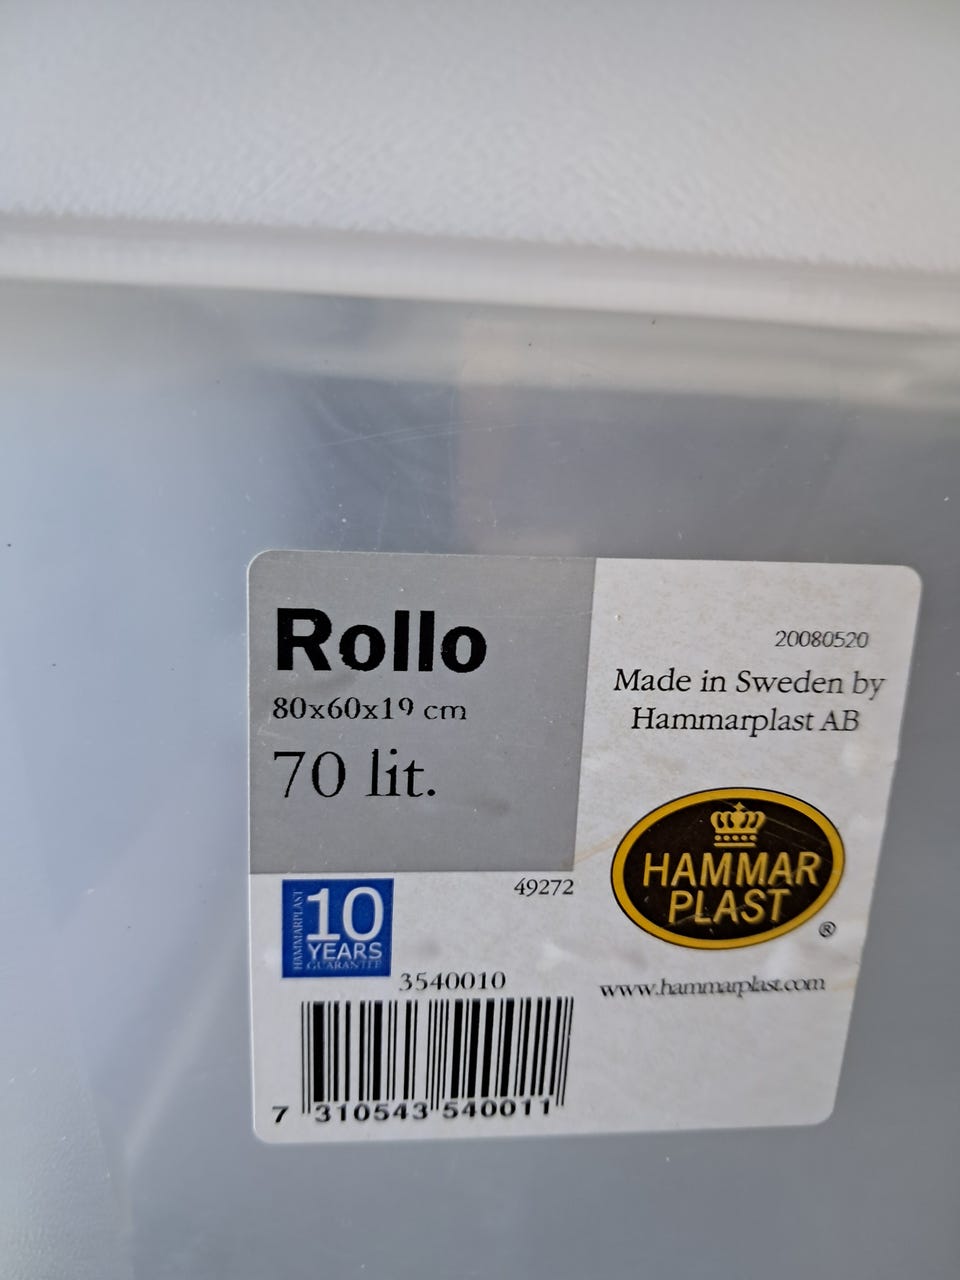 Rollo
80x60x19 cm
70 lit.
20080520
Made in Sweden by
Hammarplast AB
HAMMAR
PLAST
®
www.hammarplast.com
49272
HAMMARPLAST
10
YEARS
GUARANTEE
3540010
7 310543 540011